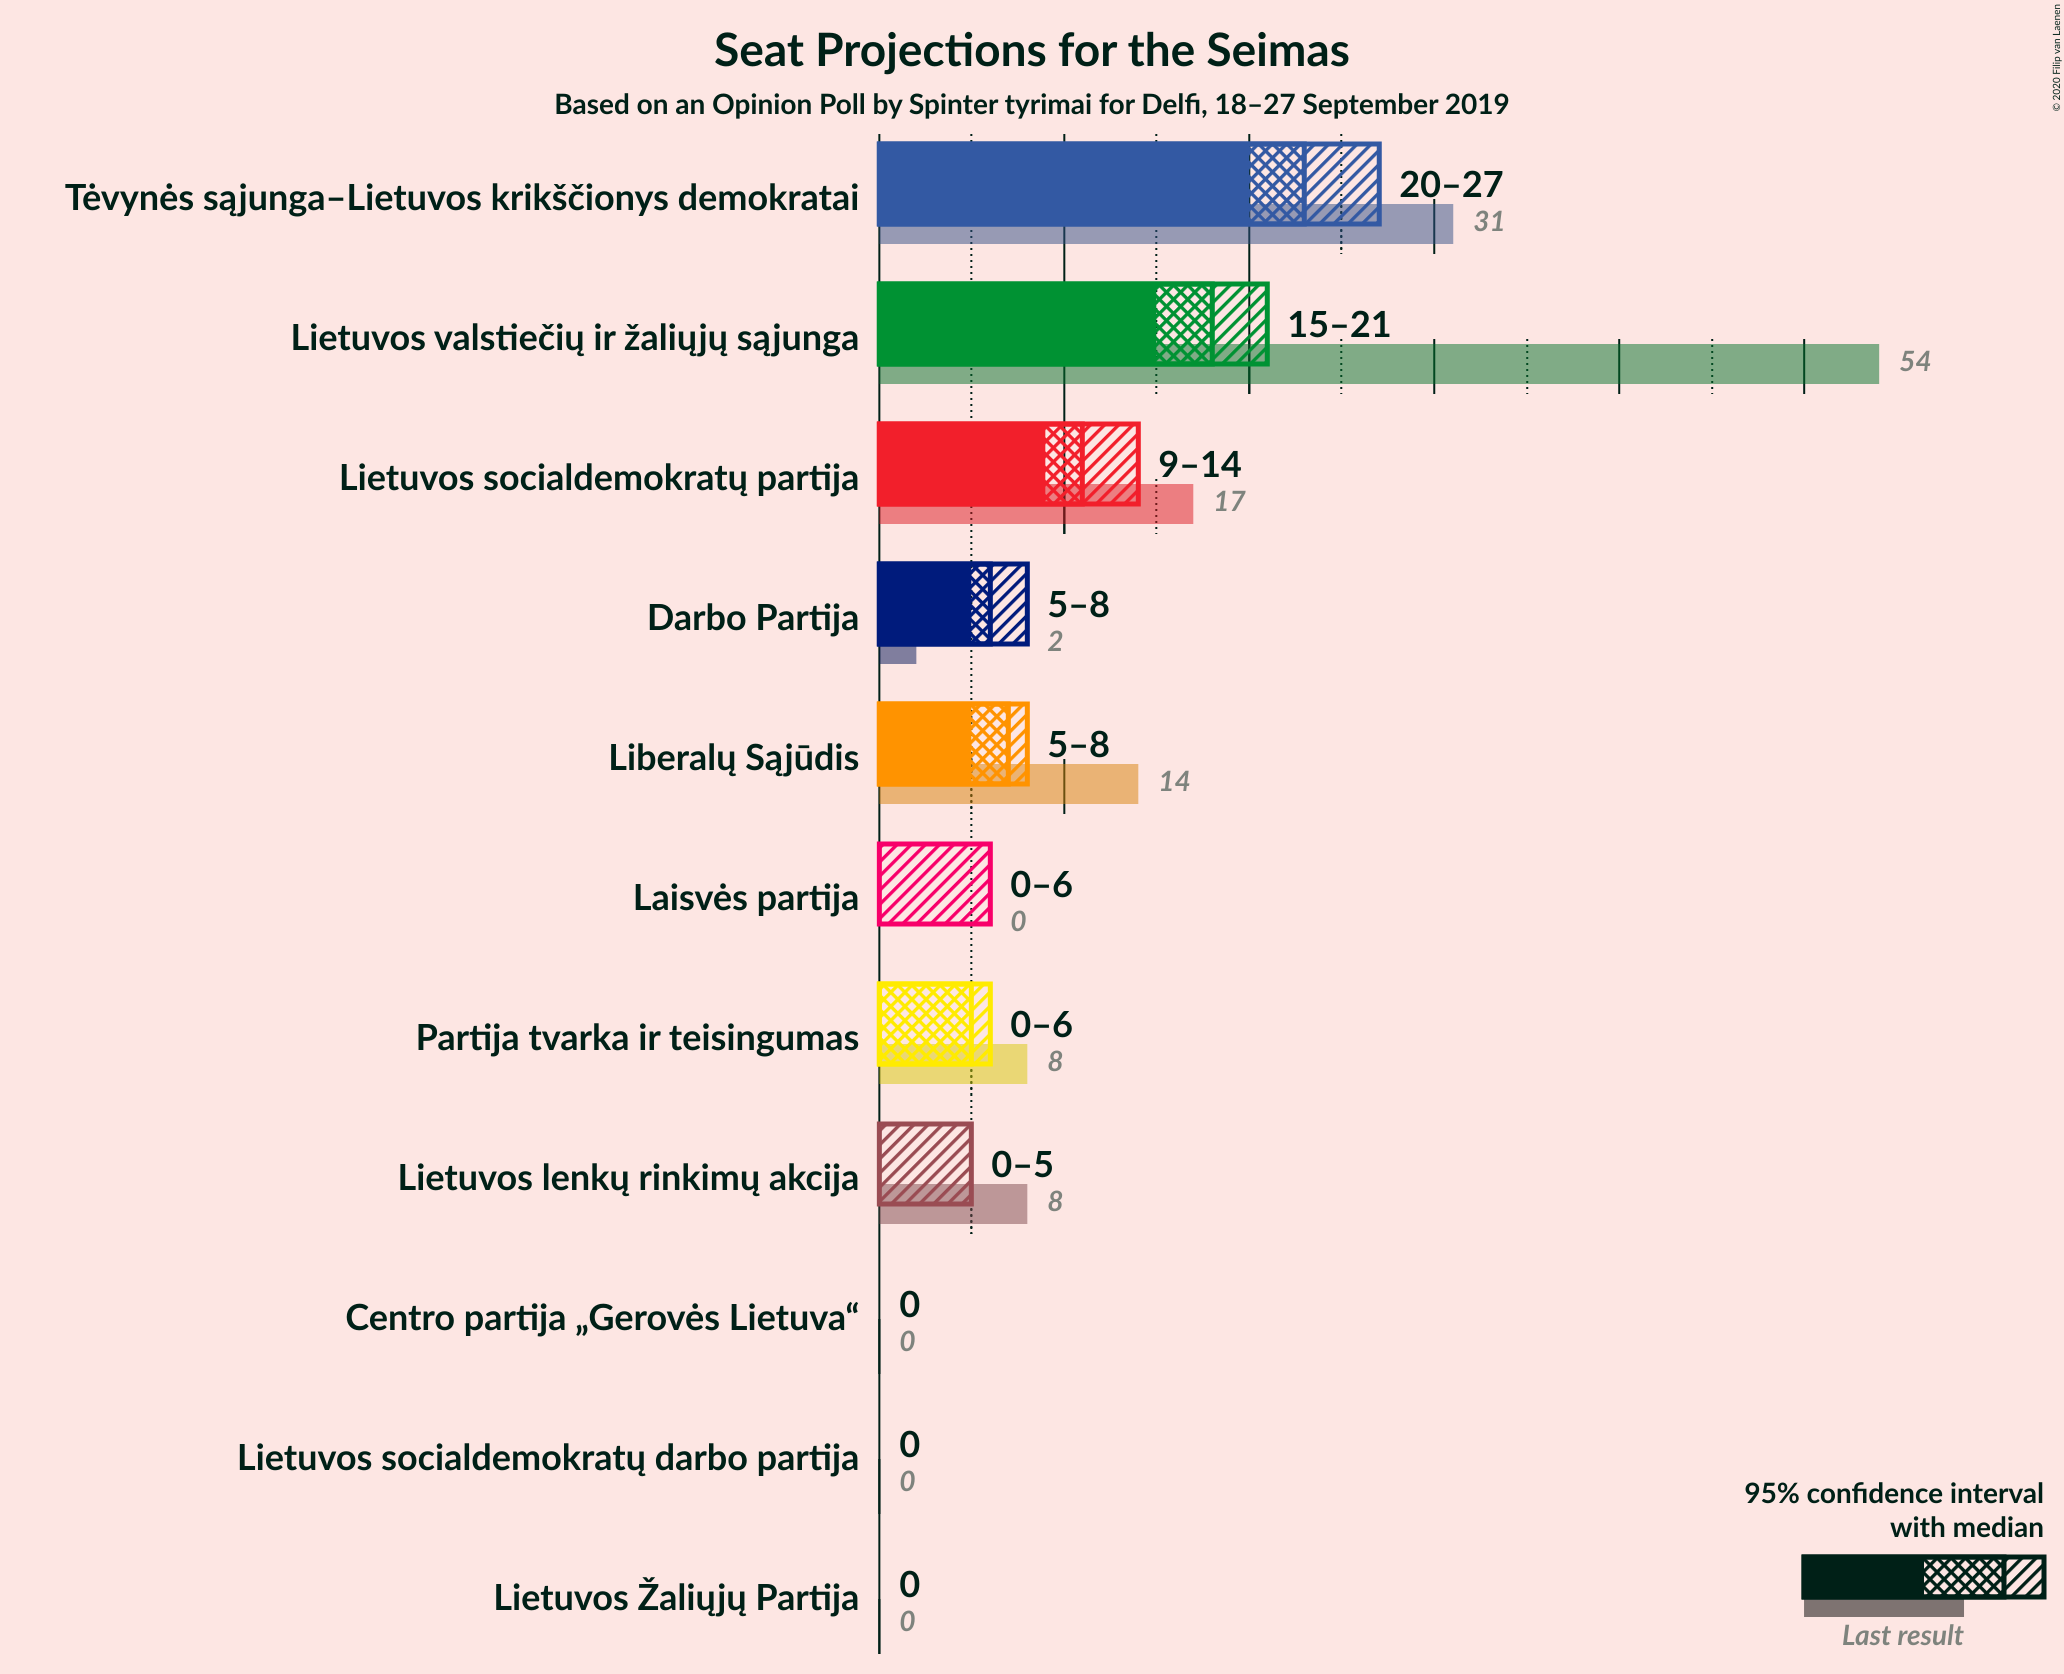 Seat Projections for the Seimas
Based on an Opinion Poll by Spinter tyrimai for Delfi, 18–27 September 2019
© 2020 Filip van Laenen
Tėvynės sąjunga–Lietuvos krikščionys demokratai
20–27
31
Lietuvos valstiečių ir žaliųjų sąjunga
15–21
54
Lietuvos socialdemokratų partija
9–14
17
Darbo Partija
5–8
2
Liberalų Sąjūdis
5–8
14
Laisvės partija
0–6
0
Partija tvarka ir teisingumas
0–6
8
Lietuvos lenkų rinkimų akcija
0–5
8
Centro partija „Gerovės Lietuva“
0
0
Lietuvos socialdemokratų darbo partija
0
0
Lietuvos Žaliųjų Partija
0
0
95% confidence interval
with median
Last result